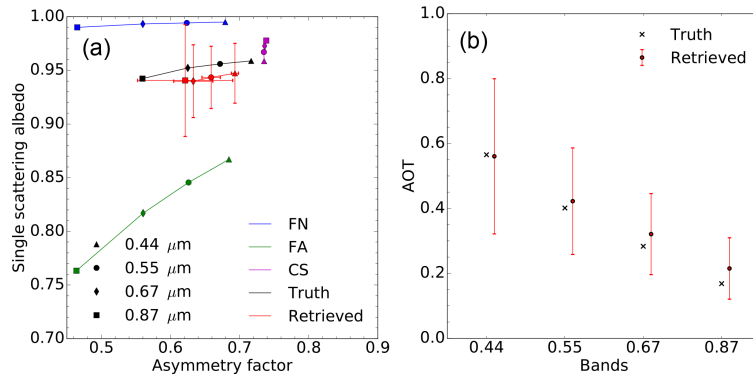 (a)
1.00
0.95
0.90
0.85
0.80
0.75
0.70
Single scattering albedo
0.5 0.6 0.7 0.8 0.9
Asymmetry factor
0.44 μm
0.55 μm
0.67 μm
0.87 μm
FN
FA
CS
Truth
Retrieved
(b)
Truth
Retrieved
1.0
0.8
0.6
0.4
0.2
0.0
AOT
0.44 0.55 0.67 0.87
Bands